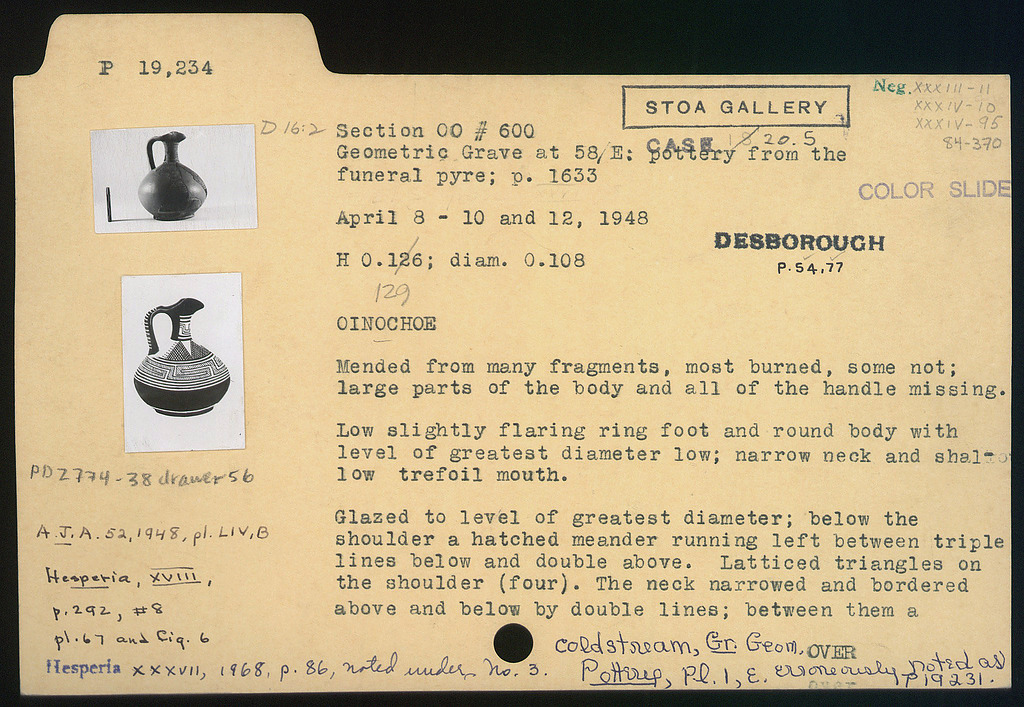 P 19,234
STOA GALLERY
Neg. XXXIII-11
XXXIV-10
XXXIV-95
84-370
D 16:2
Section OO # 600
CASE 18 20.5
Geometric Grave at 58/E: pottery from the
funeral pyre; p. 1633
COLOR SLIDE
April 8 - 10 and 12, 1948
DESBOROUGH
P.54,77
H 0.126; diam. 0.108
129
OINOCHOE
Mended from many fragments, most burned, some not;
large parts of the body and all of the handle missing.
Low slightly flaring ring foot and round body with
level of greatest diameter low; narrow neck and shal-
low trefoil mouth.
PD 2774-38 drawer 56
Glazed to level of greatest diameter; below the
shoulder a hatched meander running left between triple
lines below and double above. Latticed triangles on
the shoulder (four). The neck narrowed and bordered
above and below by double lines; between them a
A.J.A. 52, 1948, pl. LIV, B
Hesperia, XVIII,
p. 292, #8
pl. 67 and fig. 6
Hesperia XXXVII, 1968, p. 86, noted under No. 3.
Coldstream, Gr. Geom. OVER
Pottery, Pl. 1, E. erroneously noted as
P 19231.
over